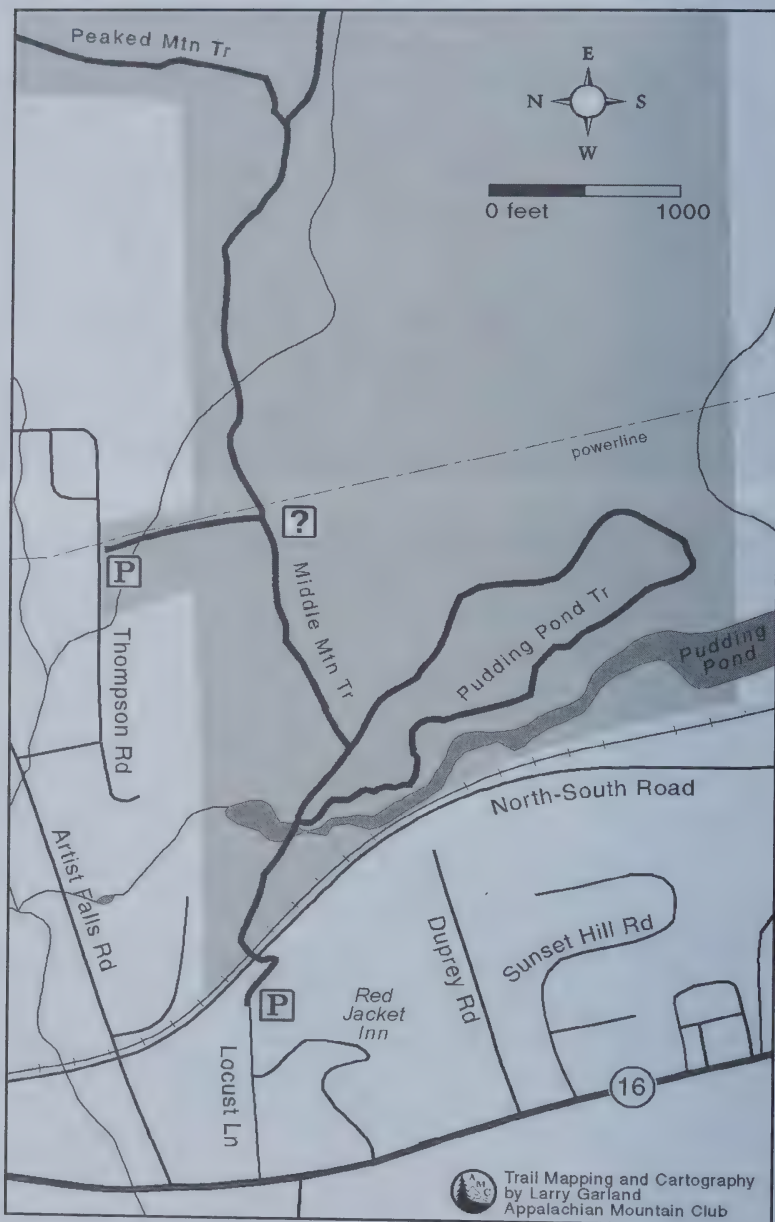 Peaked Mtn Tr
E
N
S
W
0 feet
1000
powerline
?
P
Middle Mtn Tr
Pudding Pond Tr
Pudding
Pond
Thompson Rd
North-South Road
Artist Falls Rd
Duprey Rd
Sunset Hill Rd
P
Red
Jacket
Inn
Locust Ln
16
AMC
Trail Mapping and Cartography
by Larry Garland
Appalachian Mountain Club